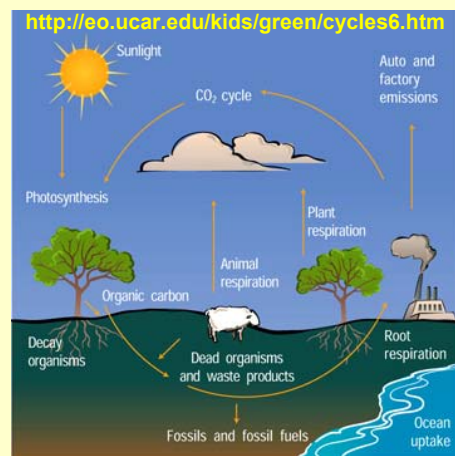 http://eo.ucar.edu/kids/green/cycles6.htm
Sunlight
Auto and
factory
emissions
CO₂ cycle
Photosynthesis
Plant
respiration
Animal
respiration
Organic carbon
Decay
organisms
Dead organisms
and waste products
Root
respiration
Fossils and fossil fuels
Ocean
uptake